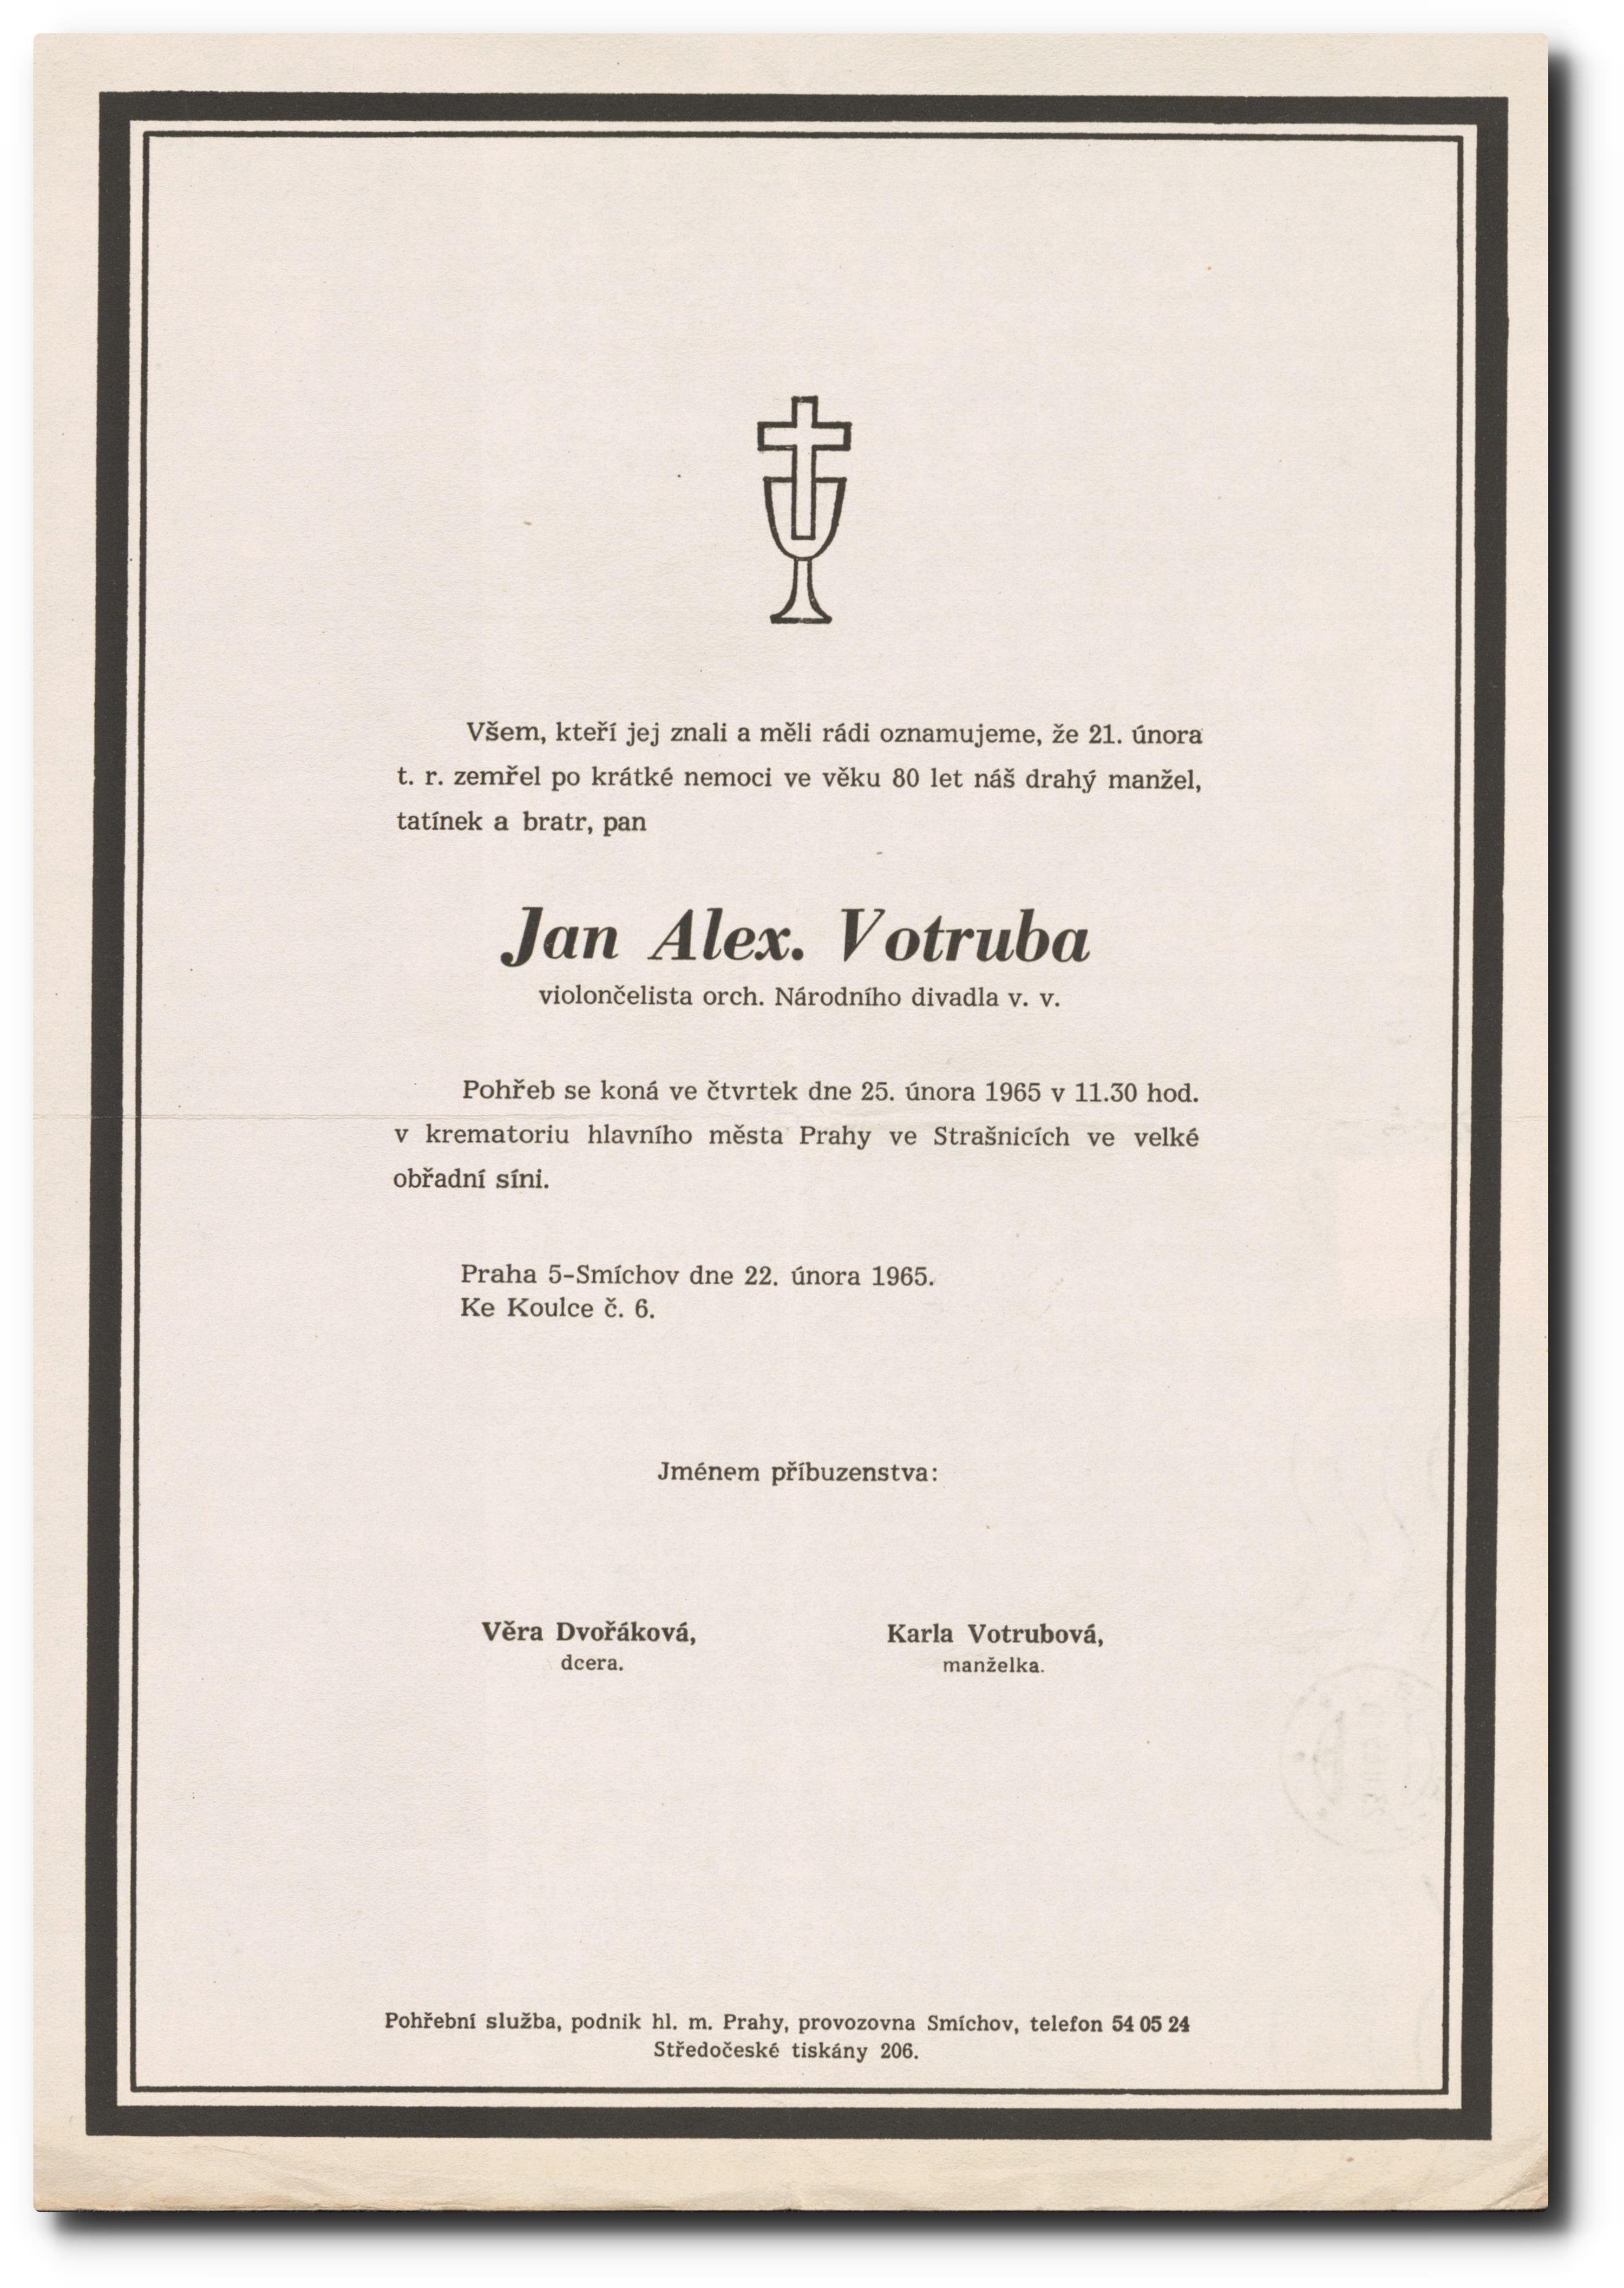 Všem, kteří jej znali a měli rádi oznamujeme, že 21. února
t. r. zemřel po krátké nemoci ve věku 80 let náš drahý manžel,
tatínek a bratr, pan
Jan Alex. Votruba
violončelista orch. Národního divadla v. v.
Pohřeb se koná ve čtvrtek dne 25. února 1965 v 11.30 hod.
v krematoriu hlavního města Prahy ve Strašnicích ve velké
obřadní síni.
Praha 5-Smíchov dne 22. února 1965.
Ke Koulce č. 6.
Jménem příbuzenstva:
Věra Dvořáková,
dcera.
Karla Votrubová,
manželka.
Pohřební služba, podnik hl. m. Prahy, provozovna Smíchov, telefon 54 05 24
Středočeské tiskány 206.